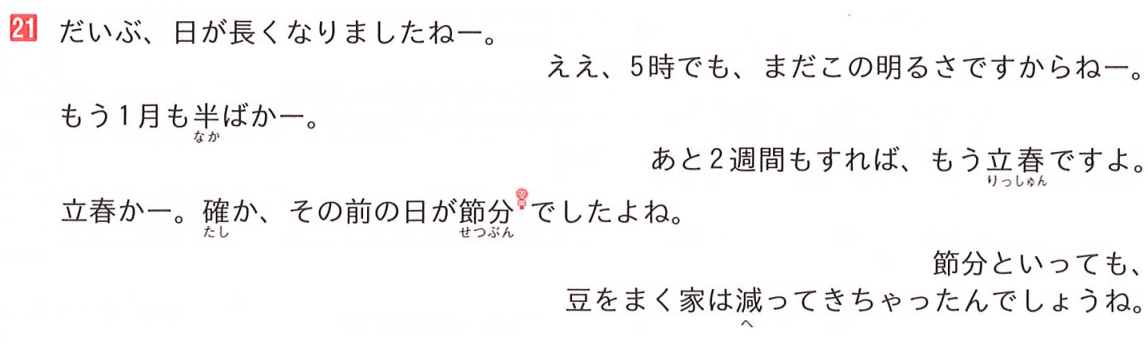 21 だいぶ、日が長くなりましたねー。
ええ、5時でも、まだこの明るさですからねー。
もう1月も半ばかー。
なか
あと2週間もすれば、もう立春ですよ。
りっしゅん
立春かー。確か、その前の日が節分でしたよね。
たし せつぶん
節分といっても、
豆をまく家は減ってきちゃったんでしょうね。
へ